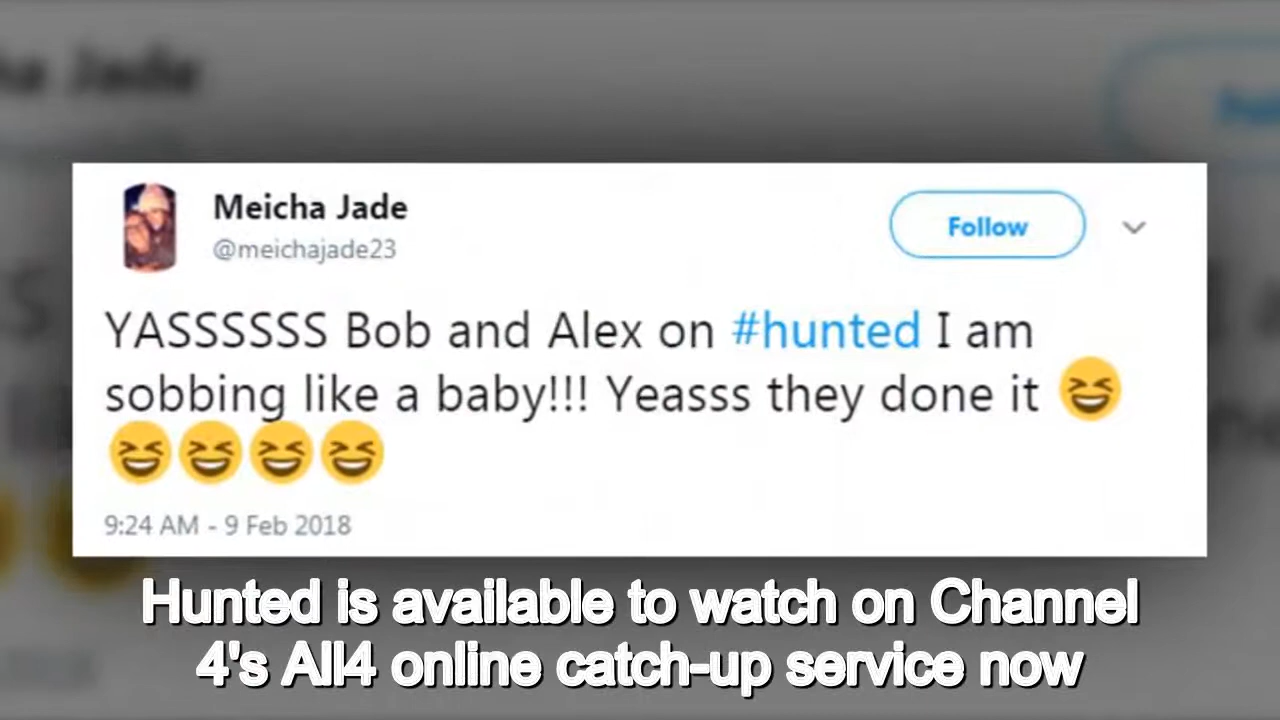 Meicha Jade
@meichajade23
Follow
YASSSSSS Bob and Alex on #hunted I am
sobbing like a baby!!! Yeasss they done it 😆
😆😆😆😆
9:24 AM - 9 Feb 2018
Hunted is available to watch on Channel
4's All4 online catch-up service now